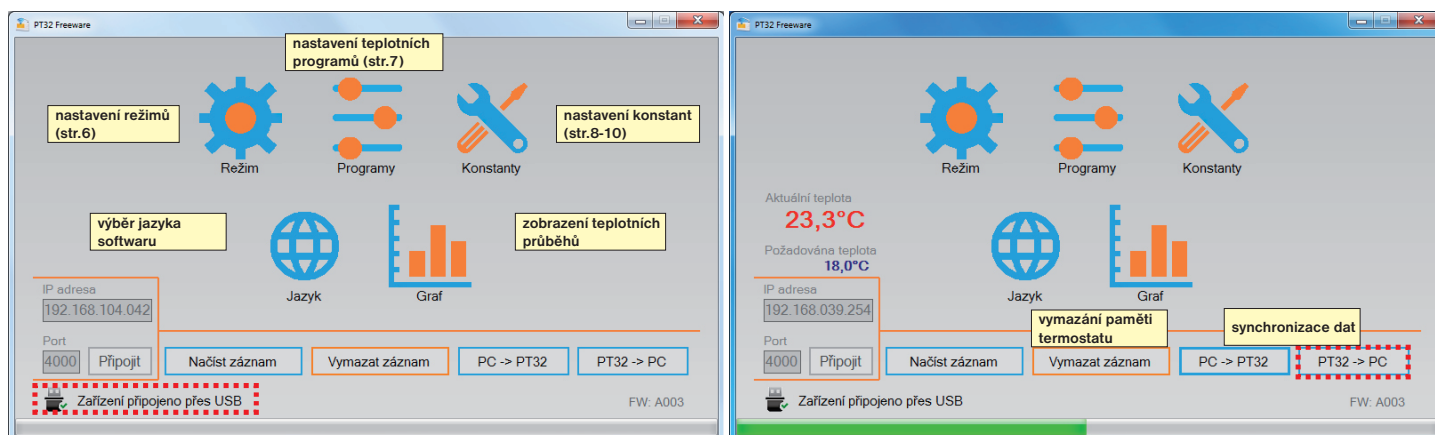 PT32 Freeware
nastavení teplotních
programů (str.7)
nastavení režimů
(str.6)
nastavení konstant
(str.8-10)
Režim
Programy
Konstanty
výběr jazyka
softwaru
zobrazení teplotních
průběhů
Jazyk
Graf
IP adresa
192.168.104.042
Port
4000
Připojit
Načíst záznam
Vymazat záznam
PC -> PT32
PT32 -> PC
Zařízení připojeno přes USB
FW: A003
PT32 Freeware
Režim
Programy
Konstanty
Aktuální teplota
23,3°C
Požadována teplota
18,0°C
Jazyk
Graf
IP adresa
192.168.039.254
vymazání paměti
termostatu
synchronizace dat
Port
4000
Připojit
Načíst záznam
Vymazat záznam
PC -> PT32
PT32 -> PC
Zařízení připojeno přes USB
FW: A003